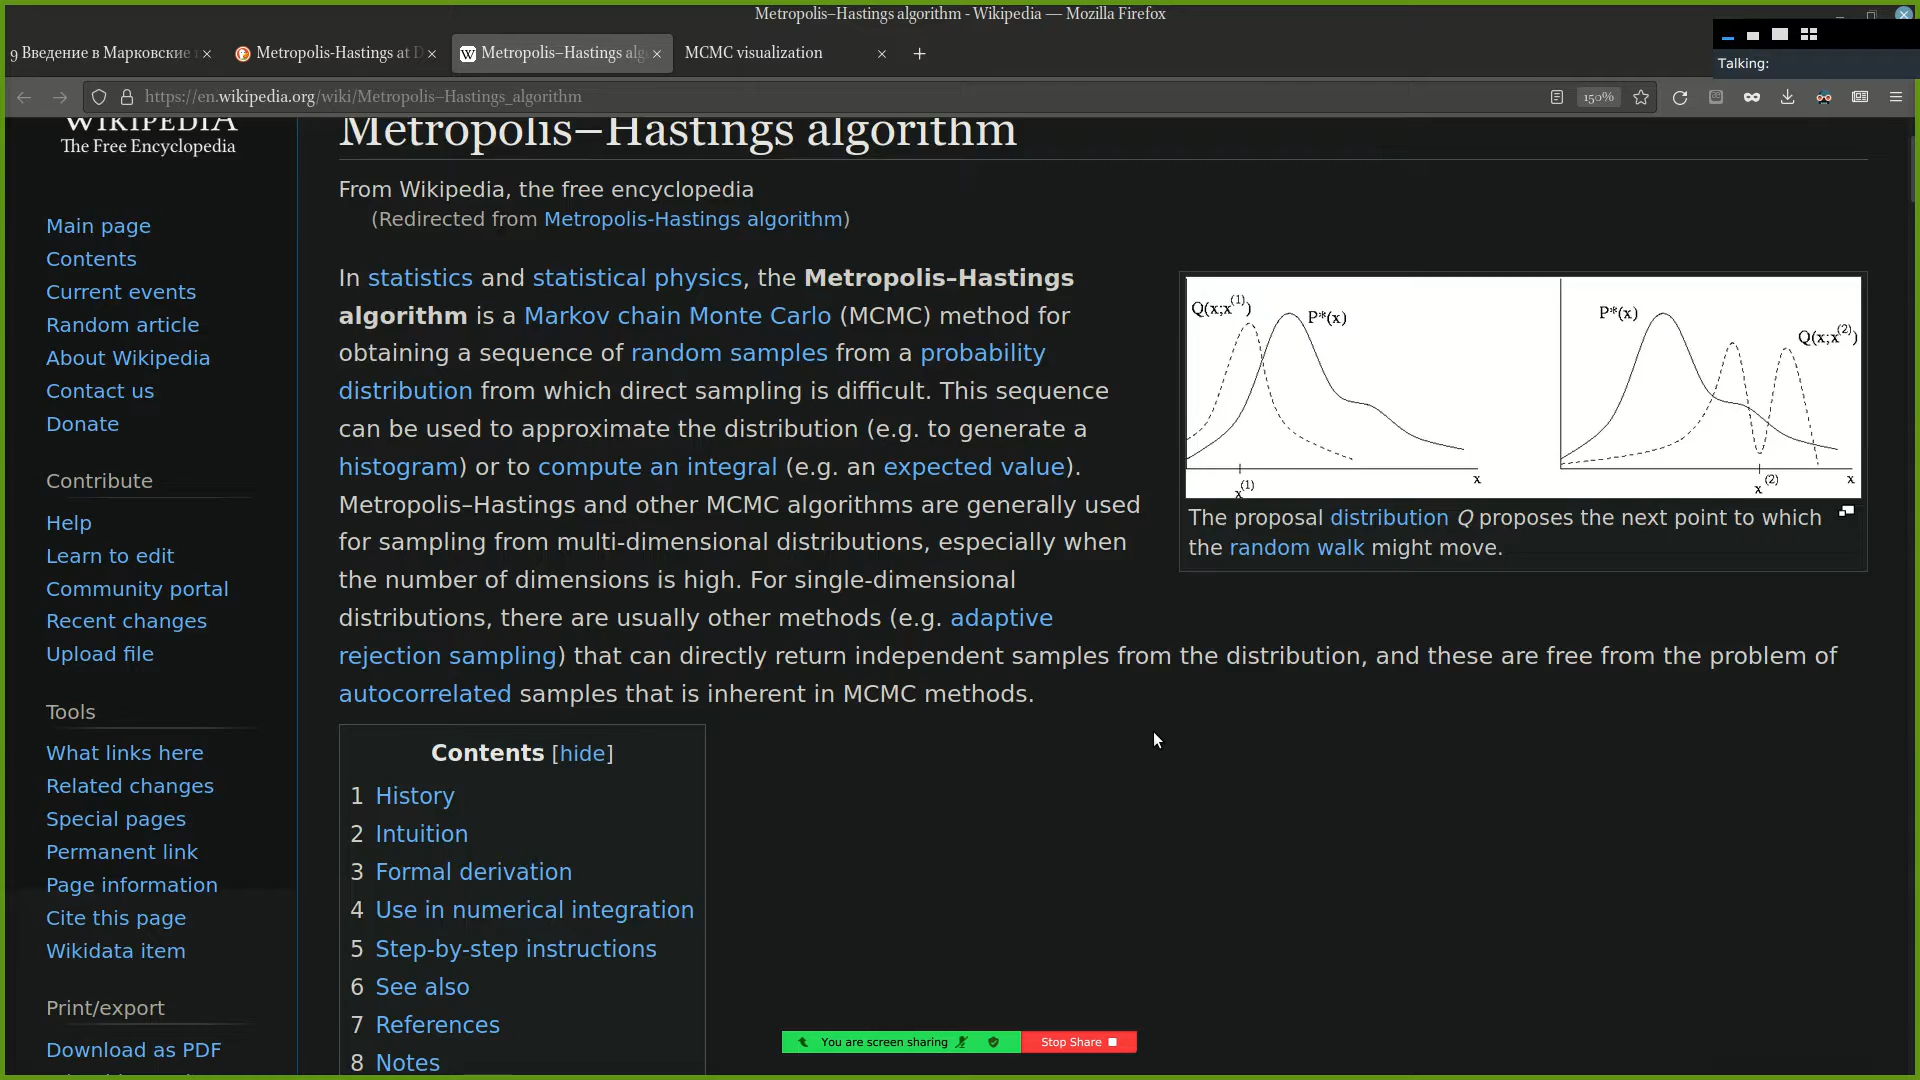 Metropolis–Hastings algorithm - Wikipedia — Mozilla Firefox
9 Введение в Марковские
Metropolis-Hastings at D
Metropolis–Hastings alg
MCMC visualization
Talking:
https://en.wikipedia.org/wiki/Metropolis–Hastings_algorithm
150%
WIKIPEDIA
The Free Encyclopedia
Main page
Contents
Current events
Random article
About Wikipedia
Contact us
Donate
Contribute
Help
Learn to edit
Community portal
Recent changes
Upload file
Tools
What links here
Related changes
Special pages
Permanent link
Page information
Cite this page
Wikidata item
Print/export
Download as PDF
Metropolis–Hastings algorithm
From Wikipedia, the free encyclopedia
(Redirected from Metropolis-Hastings algorithm)
In statistics and statistical physics, the Metropolis–Hastings
algorithm is a Markov chain Monte Carlo (MCMC) method for
obtaining a sequence of random samples from a probability
distribution from which direct sampling is difficult. This sequence
can be used to approximate the distribution (e.g. to generate a
histogram) or to compute an integral (e.g. an expected value).
Metropolis–Hastings and other MCMC algorithms are generally used
for sampling from multi-dimensional distributions, especially when
the number of dimensions is high. For single-dimensional
distributions, there are usually other methods (e.g. adaptive
rejection sampling) that can directly return independent samples from the distribution, and these are free from the problem of
autocorrelated samples that is inherent in MCMC methods.
Q(x;x(1))
P*(x)
x(1)
x
P*(x)
Q(x;x(2))
x(2)
x
The proposal distribution Q proposes the next point to which
the random walk might move.
Contents [hide]
1 History
2 Intuition
3 Formal derivation
4 Use in numerical integration
5 Step-by-step instructions
6 See also
7 References
8 Notes
You are screen sharing
Stop Share